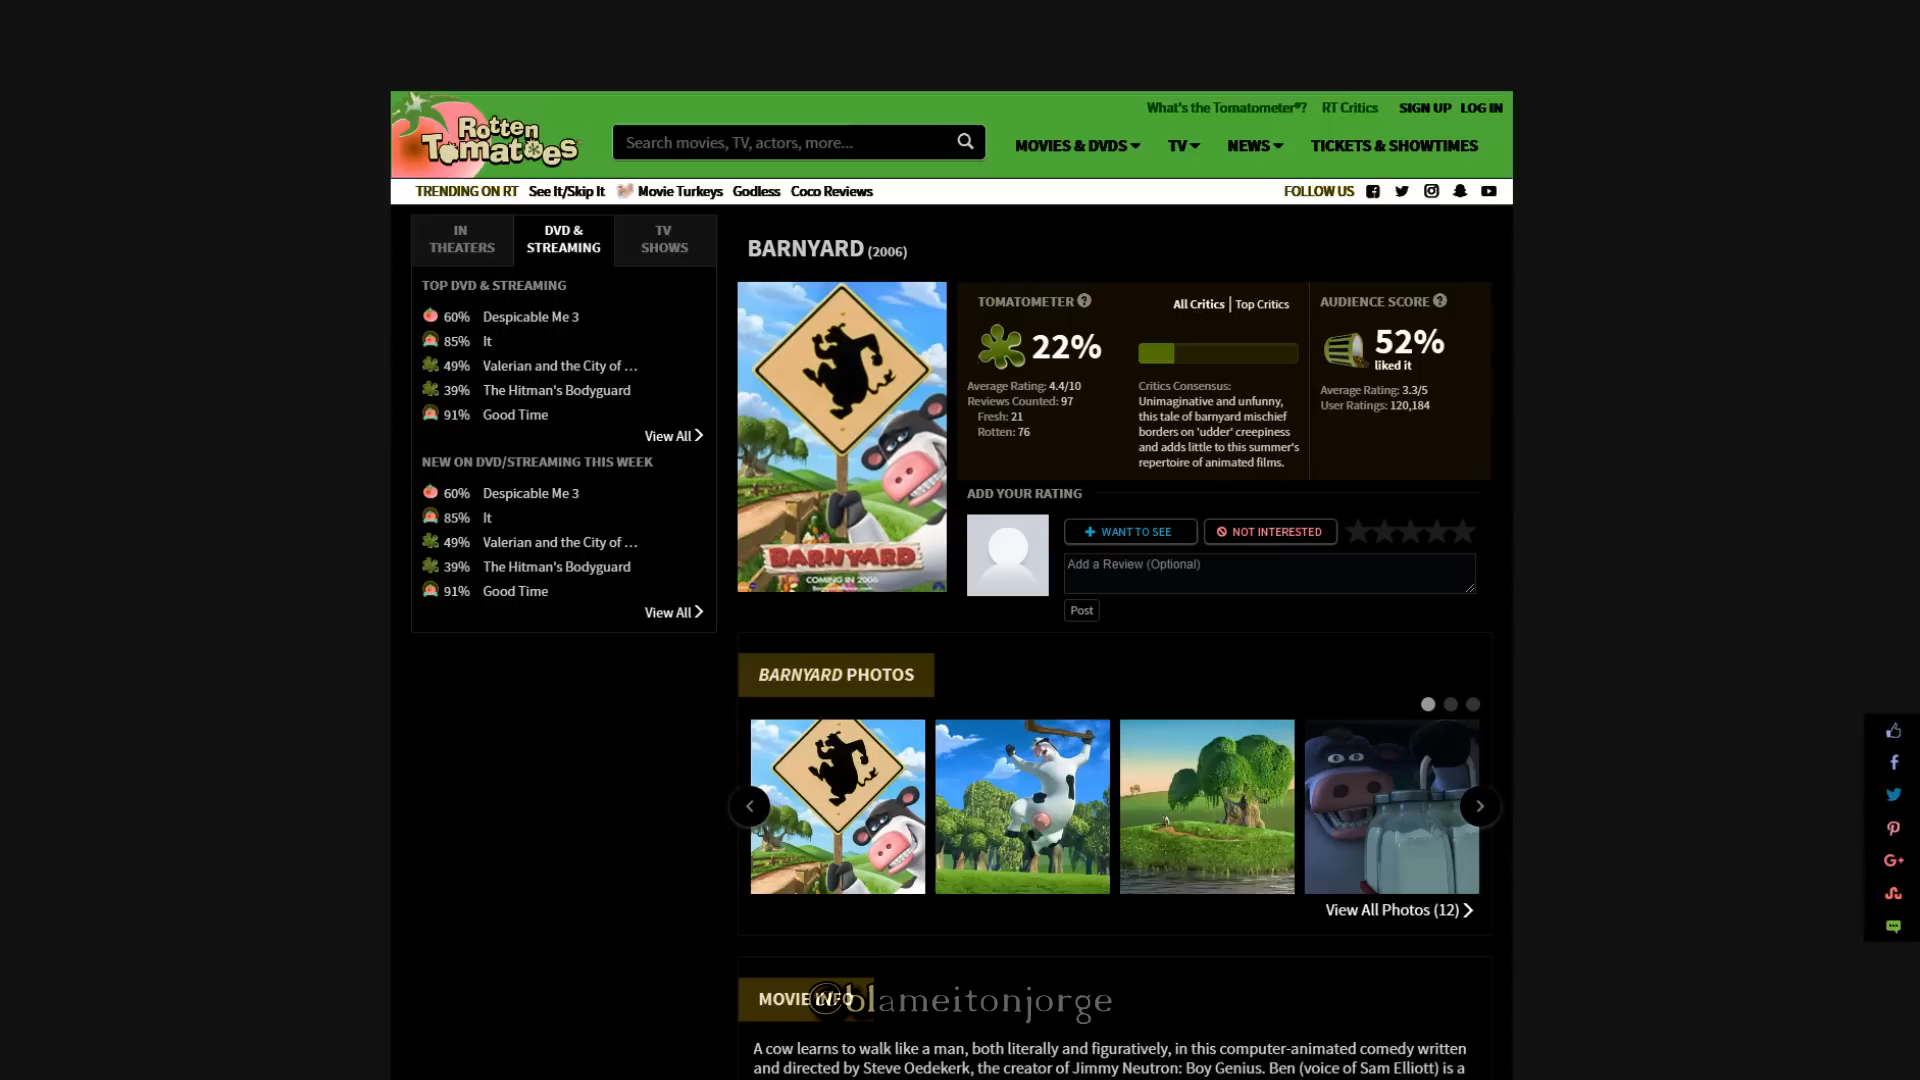 What's the Tomatometer®? RT Critics SIGN UP LOG IN
Rotten Tomatoes
Search movies, TV, actors, more...
MOVIES & DVDS TV NEWS TICKETS & SHOWTIMES
TRENDING ON RT See It/Skip It Movie Turkeys Godless Coco Reviews
FOLLOW US
IN THEATERS
DVD & STREAMING
TV SHOWS
TOP DVD & STREAMING
60% Despicable Me 3
85% It
49% Valerian and the City of ...
39% The Hitman's Bodyguard
91% Good Time
View All
NEW ON DVD/STREAMING THIS WEEK
60% Despicable Me 3
85% It
49% Valerian and the City of ...
39% The Hitman's Bodyguard
91% Good Time
View All
BARNYARD (2006)
BARNYARD
COMING IN 2006
TOMATOMETER ?
All Critics | Top Critics
22%
Average Rating: 4.4/10
Reviews Counted: 97
Fresh: 21
Rotten: 76
Critics Consensus:
Unimaginative and unfunny,
this tale of barnyard mischief
borders on 'udder' creepiness
and adds little to this summer's
repertoire of animated films.
AUDIENCE SCORE ?
52%
liked it
Average Rating: 3.3/5
User Ratings: 120,184
ADD YOUR RATING
WANT TO SEE
NOT INTERESTED
Add a Review (Optional)
Post
BARNYARD PHOTOS
View All Photos (12)
MOVIE INFO
@blameitonjorge
A cow learns to walk like a man, both literally and figuratively, in this computer-animated comedy written
and directed by Steve Oedekerk, the creator of Jimmy Neutron: Boy Genius. Ben (voice of Sam Elliott) is a